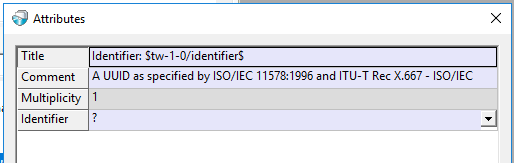 Attributes
Title Identifier: $tw-1-0/identifier$
Comment A UUID as specified by ISO/IEC 11578:1996 and ITU-T Rec X.667 - ISO/IEC
Multiplicity 1
Identifier ?